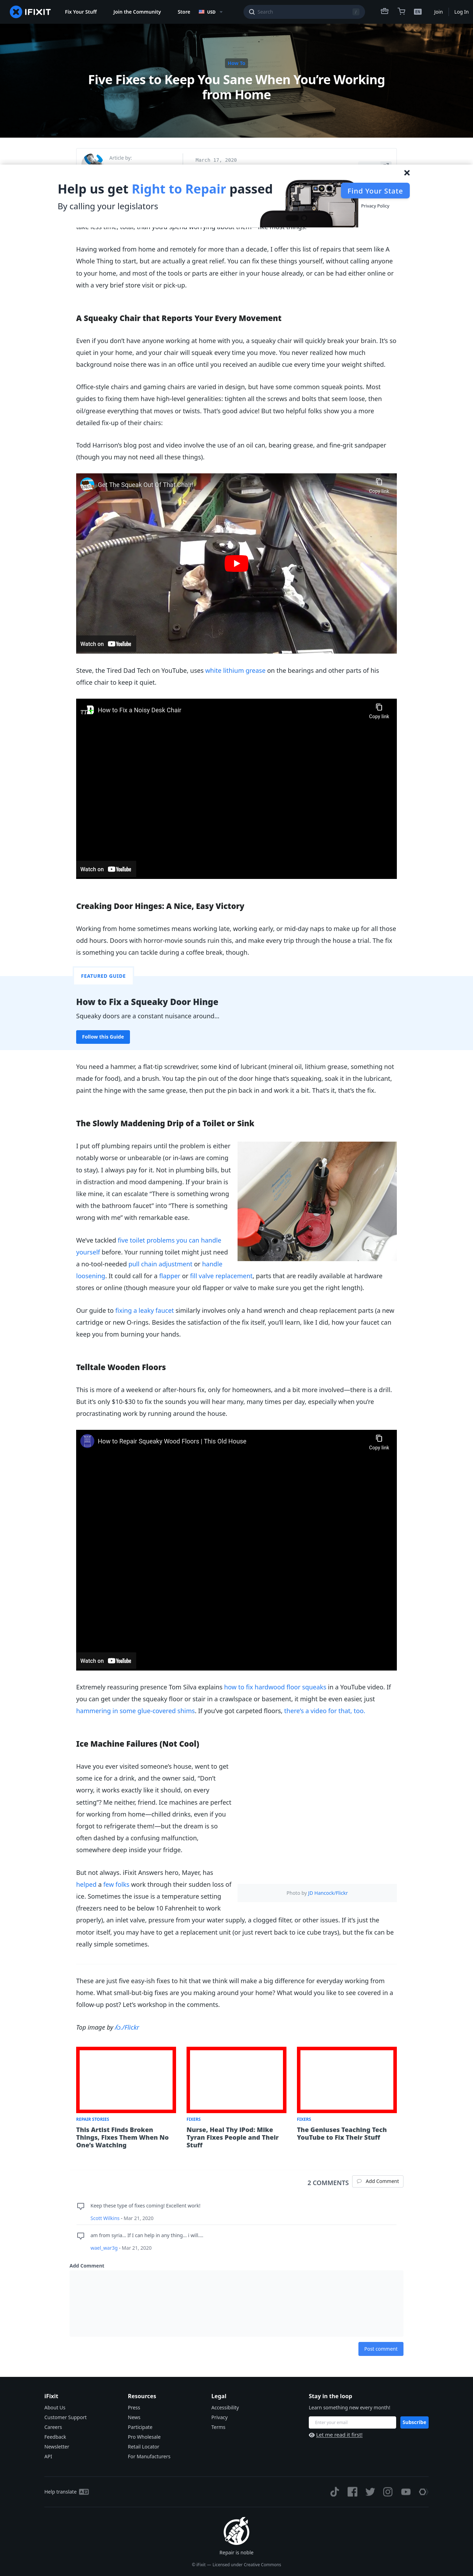 IFIXIT
Fix Your Stuff
Join the Community
Store
USD
Search
/
EN
Join
Log In
How To
Five Fixes to Keep You Sane When You’re Working
from Home
Article by:
March 17, 2020
Help us get Right to Repair passed
By calling your legislators
Find Your State
Privacy Policy
Having worked from home and remotely for more than a decade, I offer this list of repairs that seem like A
Whole Thing to start, but are actually a great relief. You can fix these things yourself, without calling anyone
to your home, and most of the tools or parts are either in your house already, or can be had either online or
with a very brief store visit or pick-up.
A Squeaky Chair that Reports Your Every Movement
Even if you don’t have anyone working at home with you, a squeaky chair will quickly break your brain. It’s so
quiet in your home, and your chair will squeak every time you move. You never realized how much
background noise there was in an office until you received an audible cue every time your weight shifted.
Office-style chairs and gaming chairs are varied in design, but have some common squeak points. Most
guides to fixing them have high-level generalities: tighten all the screws and bolts that seem loose, then
oil/grease everything that moves or twists. That’s good advice! But two helpful folks show you a more
detailed fix-up of their chairs:
Todd Harrison’s blog post and video involve the use of an oil can, bearing grease, and fine-grit sandpaper
(though you may not need all these things).
Get The Squeak Out Of That Chair!
Copy link
Watch on YouTube
Steve, the Tired Dad Tech on YouTube, uses white lithium grease on the bearings and other parts of his
office chair to keep it quiet.
How to Fix a Noisy Desk Chair
Copy link
Watch on YouTube
Creaking Door Hinges: A Nice, Easy Victory
Working from home sometimes means working late, working early, or mid-day naps to make up for all those
odd hours. Doors with horror-movie sounds ruin this, and make every trip through the house a trial. The fix
is something you can tackle during a coffee break, though.
FEATURED GUIDE
How to Fix a Squeaky Door Hinge
Squeaky doors are a constant nuisance around...
Follow this Guide
You need a hammer, a flat-tip screwdriver, some kind of lubricant (mineral oil, lithium grease, something not
made for food), and a brush. You tap the pin out of the door hinge that’s squeaking, soak it in the lubricant,
paint the hinge with the same grease, then put the pin back in and work it a bit. That’s it, that’s the fix.
The Slowly Maddening Drip of a Toilet or Sink
I put off plumbing repairs until the problem is either
notably worse or unbearable (or in-laws are coming
to stay). I always pay for it. Not in plumbing bills, but
in distraction and mood dampening. If your brain is
like mine, it can escalate “There is something wrong
with the bathroom faucet” into “There is something
wrong with me” with remarkable ease.
We’ve tackled five toilet problems you can handle
yourself before. Your running toilet might just need
a no-tool-needed pull chain adjustment or handle
loosening. It could call for a flapper or fill valve replacement, parts that are readily available at hardware
stores or online (though measure your old flapper or valve to make sure you get the right length).
Our guide to fixing a leaky faucet similarly involves only a hand wrench and cheap replacement parts (a new
cartridge or new O-rings. Besides the satisfaction of the fix itself, you’ll learn, like I did, how your faucet can
keep you from burning your hands.
Telltale Wooden Floors
This is more of a weekend or after-hours fix, only for homeowners, and a bit more involved—there is a drill.
But it’s only $10-$30 to fix the sounds you will hear many, many times per day, especially when you’re
procrastinating work by running around the house.
How to Repair Squeaky Wood Floors | This Old House
Copy link
Watch on YouTube
Extremely reassuring presence Tom Silva explains how to fix hardwood floor squeaks in a YouTube video. If
you can get under the squeaky floor or stair in a crawlspace or basement, it might be even easier, just
hammering in some glue-covered shims. If you’ve got carpeted floors, there’s a video for that, too.
Ice Machine Failures (Not Cool)
Have you ever visited someone’s house, went to get
some ice for a drink, and the owner said, “Don’t
worry, it works exactly like it should, on every
setting”? Me neither, friend. Ice machines are perfect
for working from home—chilled drinks, even if you
forgot to refrigerate them!—but the dream is so
often dashed by a confusing malfunction,
somewhere deep inside your fridge.
But not always. iFixit Answers hero, Mayer, has
helped a few folks work through their sudden loss of
ice. Sometimes the issue is a temperature setting
(freezers need to be below 10 Fahrenheit to work
properly), an inlet valve, pressure from your water supply, a clogged filter, or other issues. If it’s just the
motor itself, you may have to get a replacement unit (or just revert back to ice cube trays), but the fix can be
really simple sometimes.
Photo by JD Hancock/Flickr
These are just five easy-ish fixes to hit that we think will make a big difference for everyday working from
home. What small-but-big fixes are you making around your home? What would you like to see covered in a
follow-up post? Let’s workshop in the comments.
/Flickr
Top image by
REPAIR STORIES
This Artist Finds Broken
Things, Fixes Them When No
One’s Watching
FIXERS
Nurse, Heal Thy iPod: Mike
Tyran Fixes People and Their
Stuff
FIXERS
The Geniuses Teaching Tech
YouTube to Fix Their Stuff
2 COMMENTS
Add Comment
Keep these type of fixes coming! Excellent work!
Scott Wilkins - Mar 21, 2020
am from syria... If I can help in any thing... i will....
wael_war3g - Mar 21, 2020
Add Comment
Post comment
iFixit
About Us
Customer Support
Careers
Feedback
Newsletter
API
Resources
Press
News
Participate
Pro Wholesale
Retail Locator
For Manufacturers
Legal
Accessibility
Privacy
Terms
Stay in the loop
Learn something new every month!
Enter your email
Subscribe
Let me read it first!
Help translate
Repair is noble
© iFixit — Licensed under Creative Commons